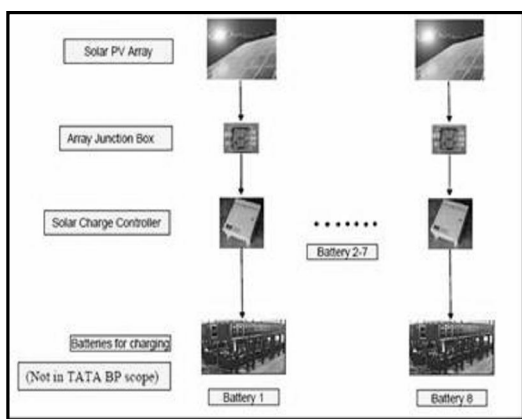 Solar PV Array
Array Junction Box
Solar Charge Controller
Battery 2-7
Batteries for charging
(Not in TATA BP scope)
Battery 1
Battery 8